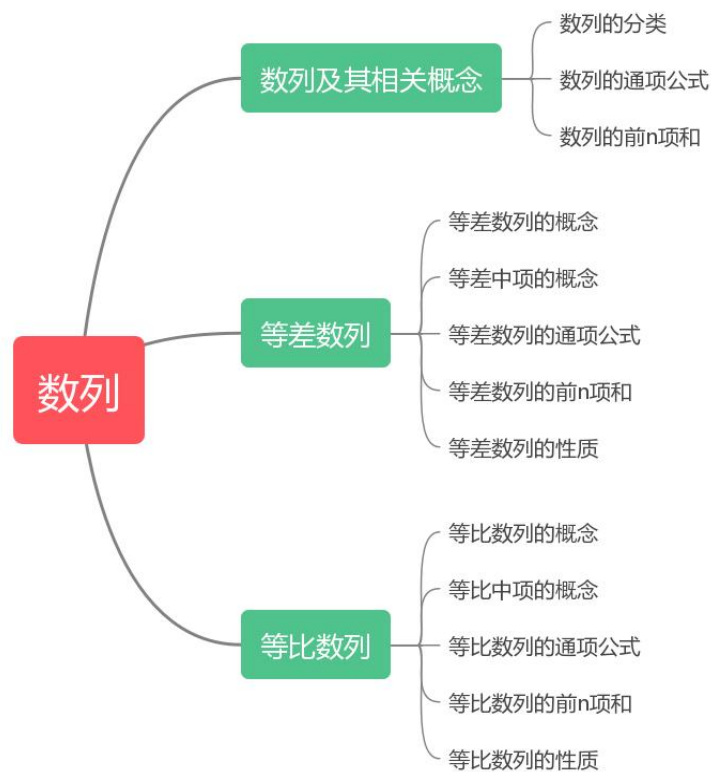 数列
数列及其相关概念
数列的分类
数列的通项公式
数列的前n项和
等差数列
等差数列的概念
等差中项的概念
等差数列的通项公式
等差数列的前n项和
等差数列的性质
等比数列
等比数列的概念
等比中项的概念
等比数列的通项公式
等比数列的前n项和
等比数列的性质